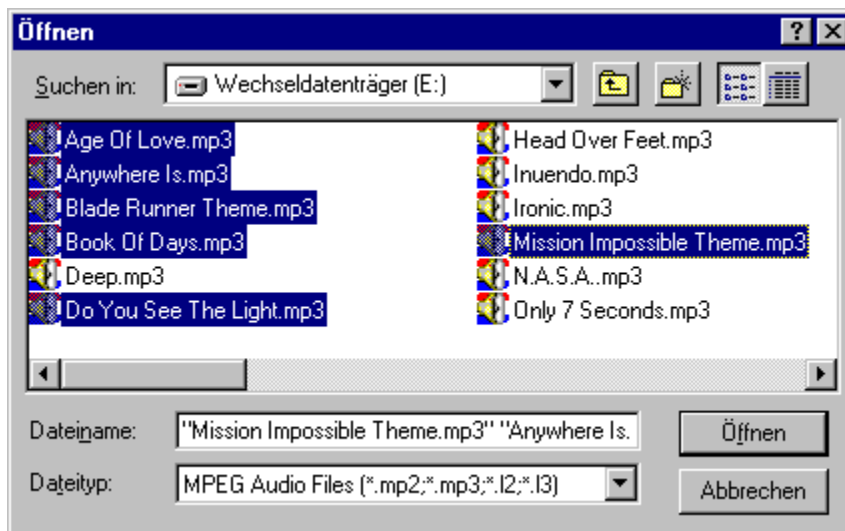 Öffnen
Suchen in: Wechseldatenträger (E:)
Age Of Love.mp3
Anywhere Is.mp3
Blade Runner Theme.mp3
Book Of Days.mp3
Deep.mp3
Do You See The Light.mp3
Head Over Feet.mp3
Inuendo.mp3
Ironic.mp3
Mission Impossible Theme.mp3
N.A.S.A..mp3
Only 7 Seconds.mp3
Dateiname: "Mission Impossible Theme.mp3" "Anywhere Is. Öffnen
Dateityp: MPEG Audio Files (*.mp2;*.mp3;*.l2;*.l3) Abbrechen